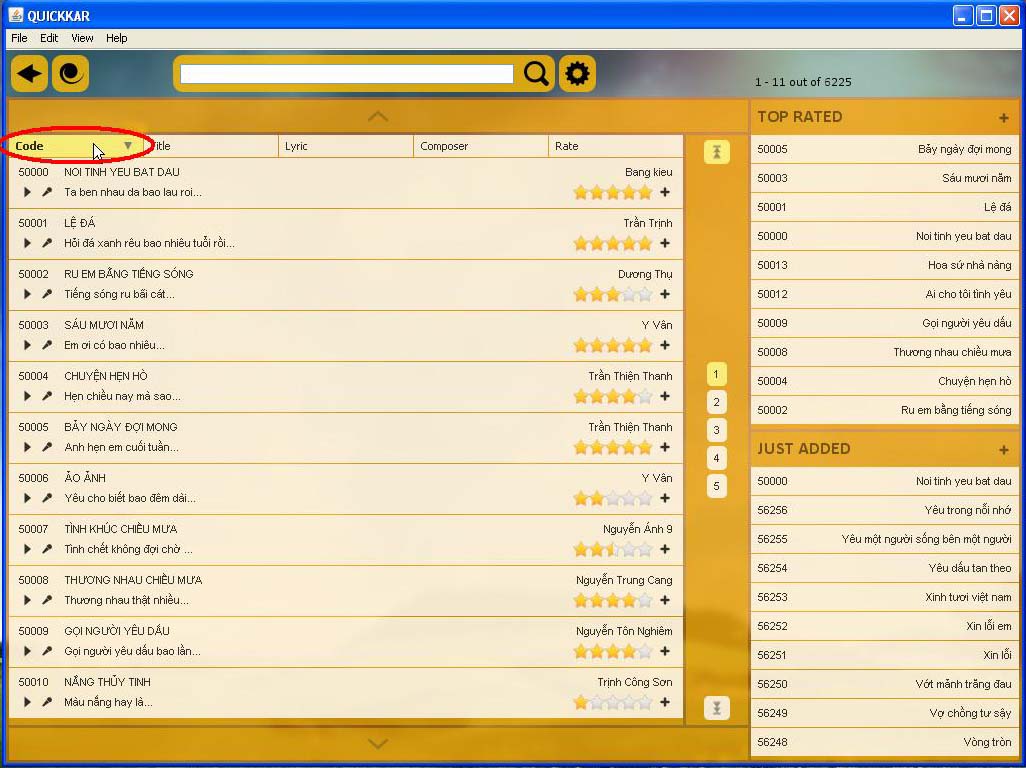 QUICKKAR
File Edit View Help
1 - 11 out of 6225
Code Title Lyric Composer Rate
50000 NOI TINH YEU BAT DAU Bang kieu
Ta ben nhau da bao lau roi...
50001 LỆ ĐÁ Trần Trịnh
Hỏi đá xanh rêu bao nhiêu tuổi rồi...
50002 RU EM BẰNG TIẾNG SÓNG Dương Thụ
Tiếng sóng ru bãi cát...
50003 SÁU MƯƠI NĂM Y Vân
Em ơi có bao nhiêu...
50004 CHUYỆN HẸN HÒ Trần Thiện Thanh
Hẹn chiều nay mà sao...
50005 BẢY NGÀY ĐỢI MONG Trần Thiện Thanh
Anh hẹn em cuối tuần...
50006 ẢO ẢNH Y Vân
Yêu cho biết bao đêm dài...
50007 TÌNH KHÚC CHIỀU MƯA Nguyễn Ánh 9
Tình chết không đợi chờ ...
50008 THƯƠNG NHAU CHIỀU MƯA Nguyễn Trung Cang
Thương nhau thật nhiều...
50009 GỌI NGƯỜI YÊU DẤU Nguyễn Tôn Nghiêm
Gọi người yêu dấu bao lần...
50010 NẮNG THỦY TINH Trịnh Công Sơn
Màu nắng hay là...
1
2
3
4
5
TOP RATED +
50005 Bảy ngày đợi mong
50003 Sáu mươi năm
50001 Lệ đá
50000 Noi tinh yeu bat dau
50013 Hoa sứ nhà nàng
50012 Ai cho tôi tình yêu
50009 Gọi người yêu dấu
50008 Thương nhau chiều mưa
50004 Chuyện hẹn hò
50002 Ru em bằng tiếng sóng
JUST ADDED +
50000 Noi tinh yeu bat dau
56256 Yêu trong nỗi nhớ
56255 Yêu một người sống bên một người
56254 Yêu dấu tan theo
56253 Xinh tươi việt nam
56252 Xin lỗi em
56251 Xin lỗi
56250 Vớt mảnh trăng đau
56249 Vợ chồng tư sậy
56248 Vòng tròn